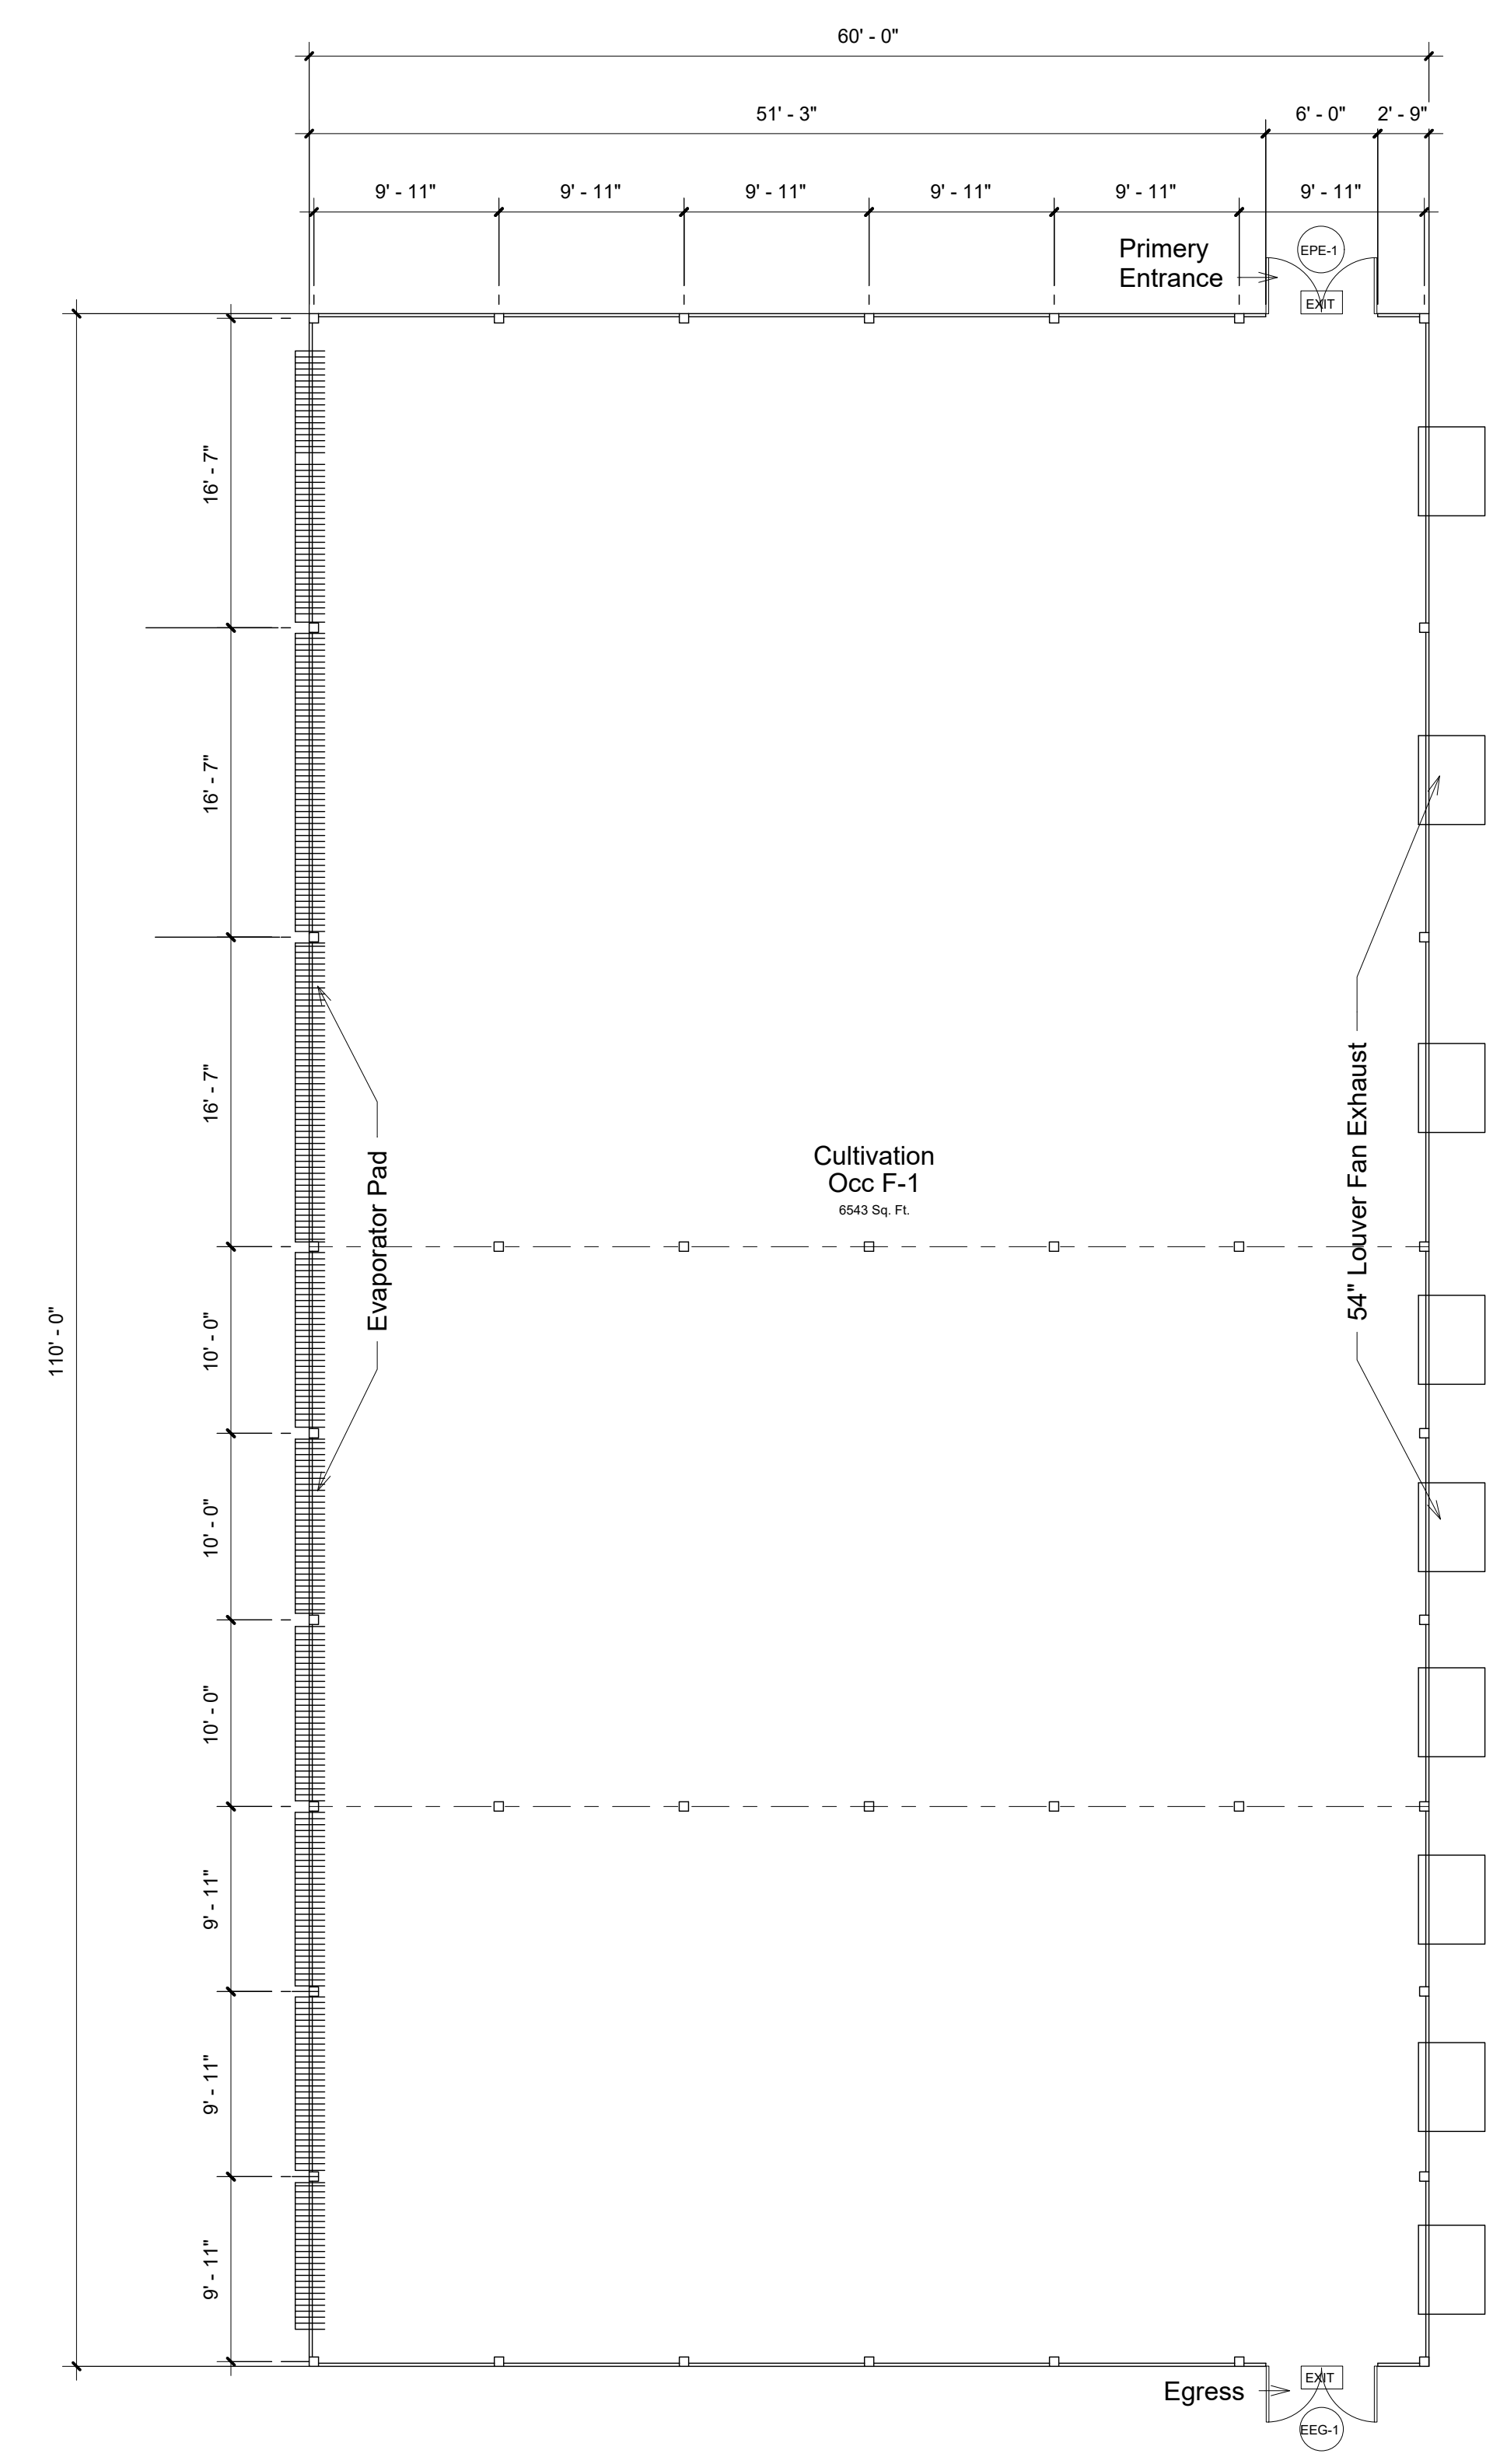 60' - 0"
51' - 3"
6' - 0"
2' - 9"
9' - 11"
9' - 11"
9' - 11"
9' - 11"
9' - 11"
9' - 11"
Primery
Entrance
EPE-1
EXIT
16' - 7"
16' - 7"
16' - 7"
110' - 0"
10' - 0"
10' - 0"
10' - 0"
9' - 11"
9' - 11"
9' - 11"
Evaporator Pad
Cultivation
Occ F-1
6543 Sq. Ft.
54" Louver Fan Exhaust
Egress
EXIT
EEG-1